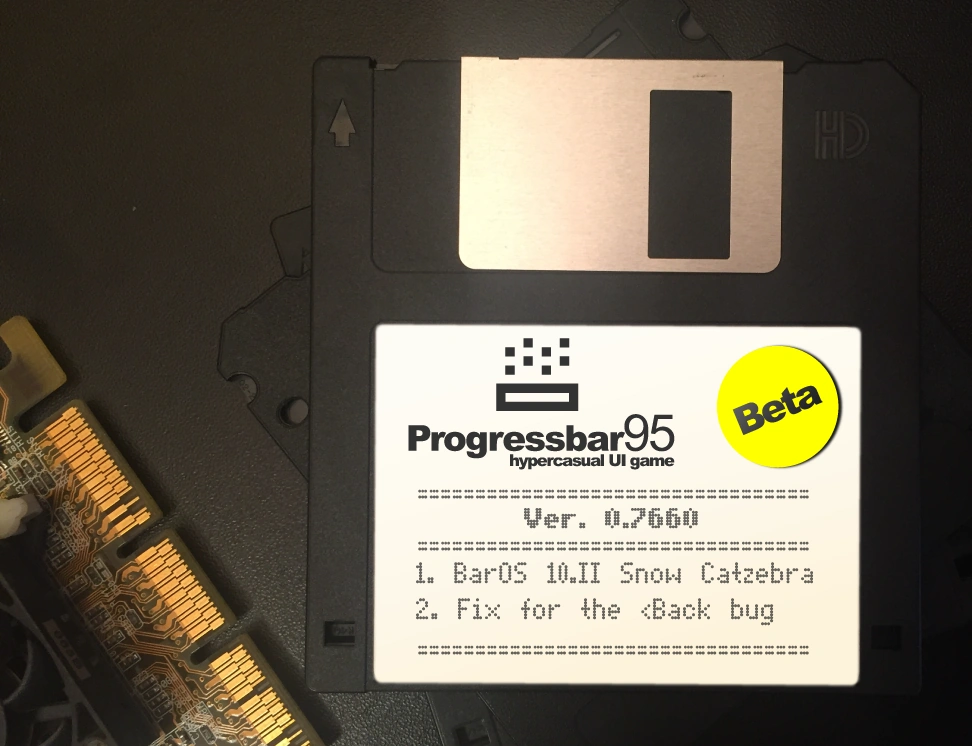 HD
Progressbar95
hypercasual UI game
Beta
Ver. 0.7660
1. BarOS 10.II Snow Catzebra
2. Fix for the <Back bug